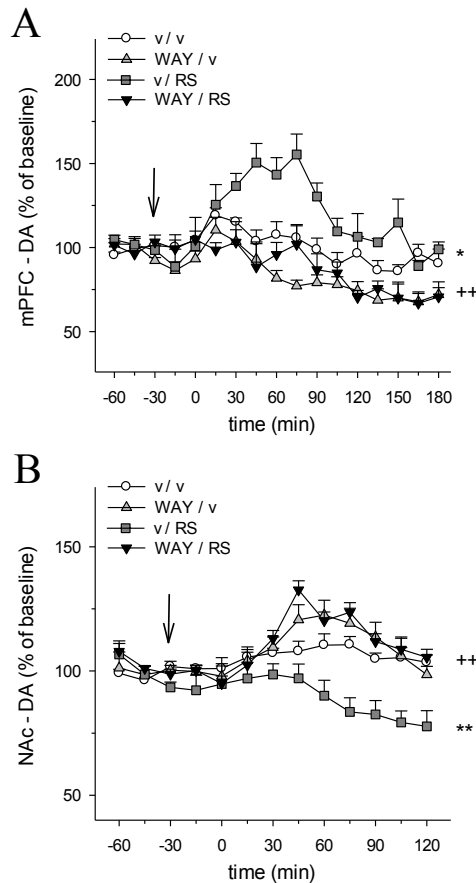 A
v / v
WAY / v
v / RS
WAY / RS
mPFC - DA (% of baseline)
200
150
100
50
*
++
-60 -30 0 30 60 90 120 150 180
time (min)
B
v / v
WAY / v
v / RS
WAY / RS
NAc - DA (% of baseline)
150
100
50
++
**
-60 -30 0 30 60 90 120
time (min)